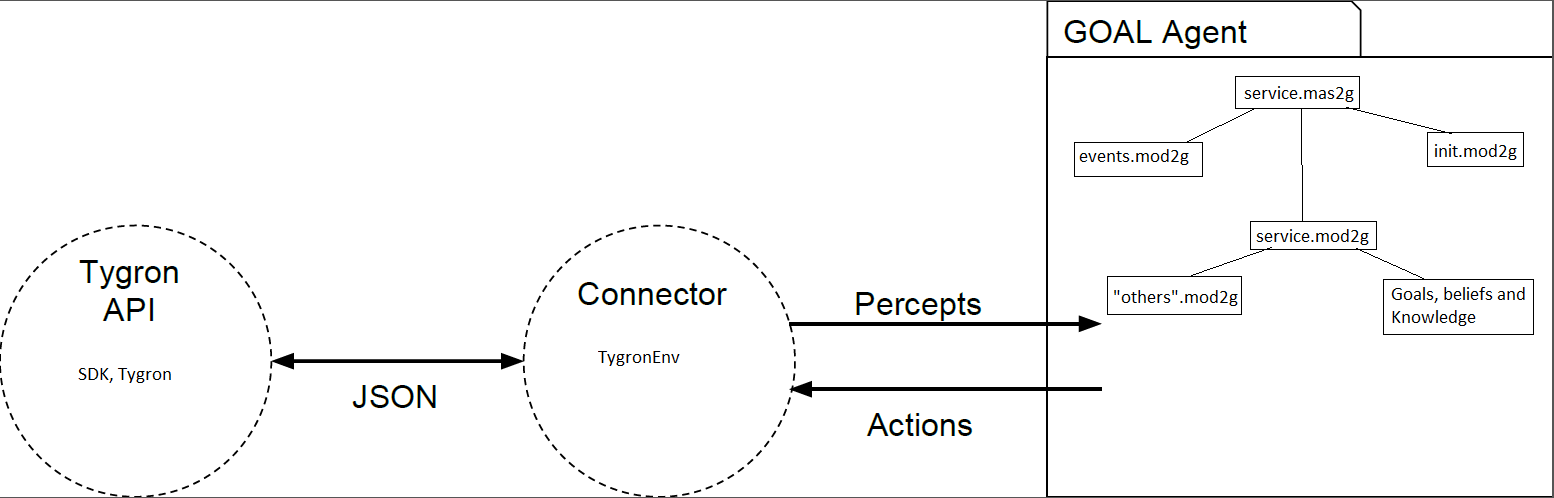 GOAL Agent
service.mas2g
events.mod2g
init.mod2g
service.mod2g
"others".mod2g
Goals, beliefs and
Knowledge
Tygron
API
SDK, Tygron
JSON
Connector
TygronEnv
Percepts
Actions